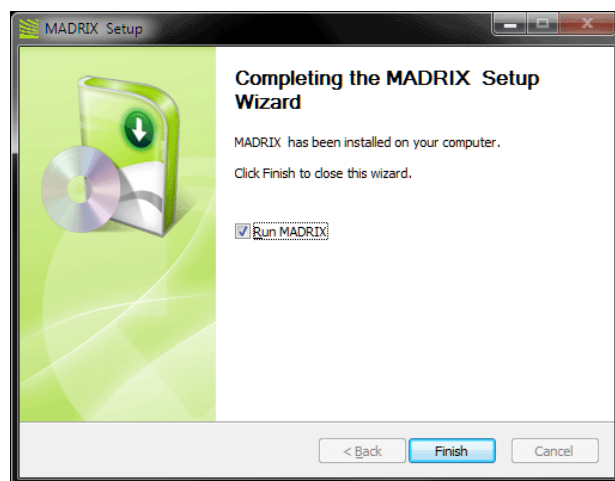 MADRIX Setup
Completing the MADRIX Setup
Wizard
MADRIX has been installed on your computer.
Click Finish to close this wizard.
Run MADRIX
< Back
Finish
Cancel